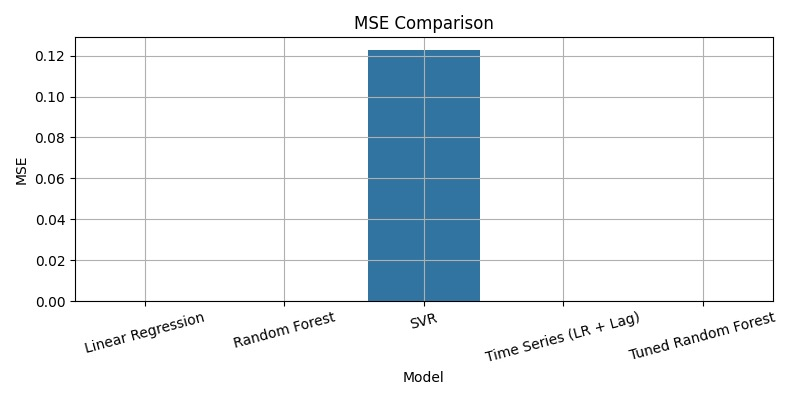 MSE Comparison
0.12
0.10
0.08
0.06
0.04
0.02
0.00
MSE
Linear Regression
Random Forest
SVR
Time Series (LR + Lag)
Tuned Random Forest
Model